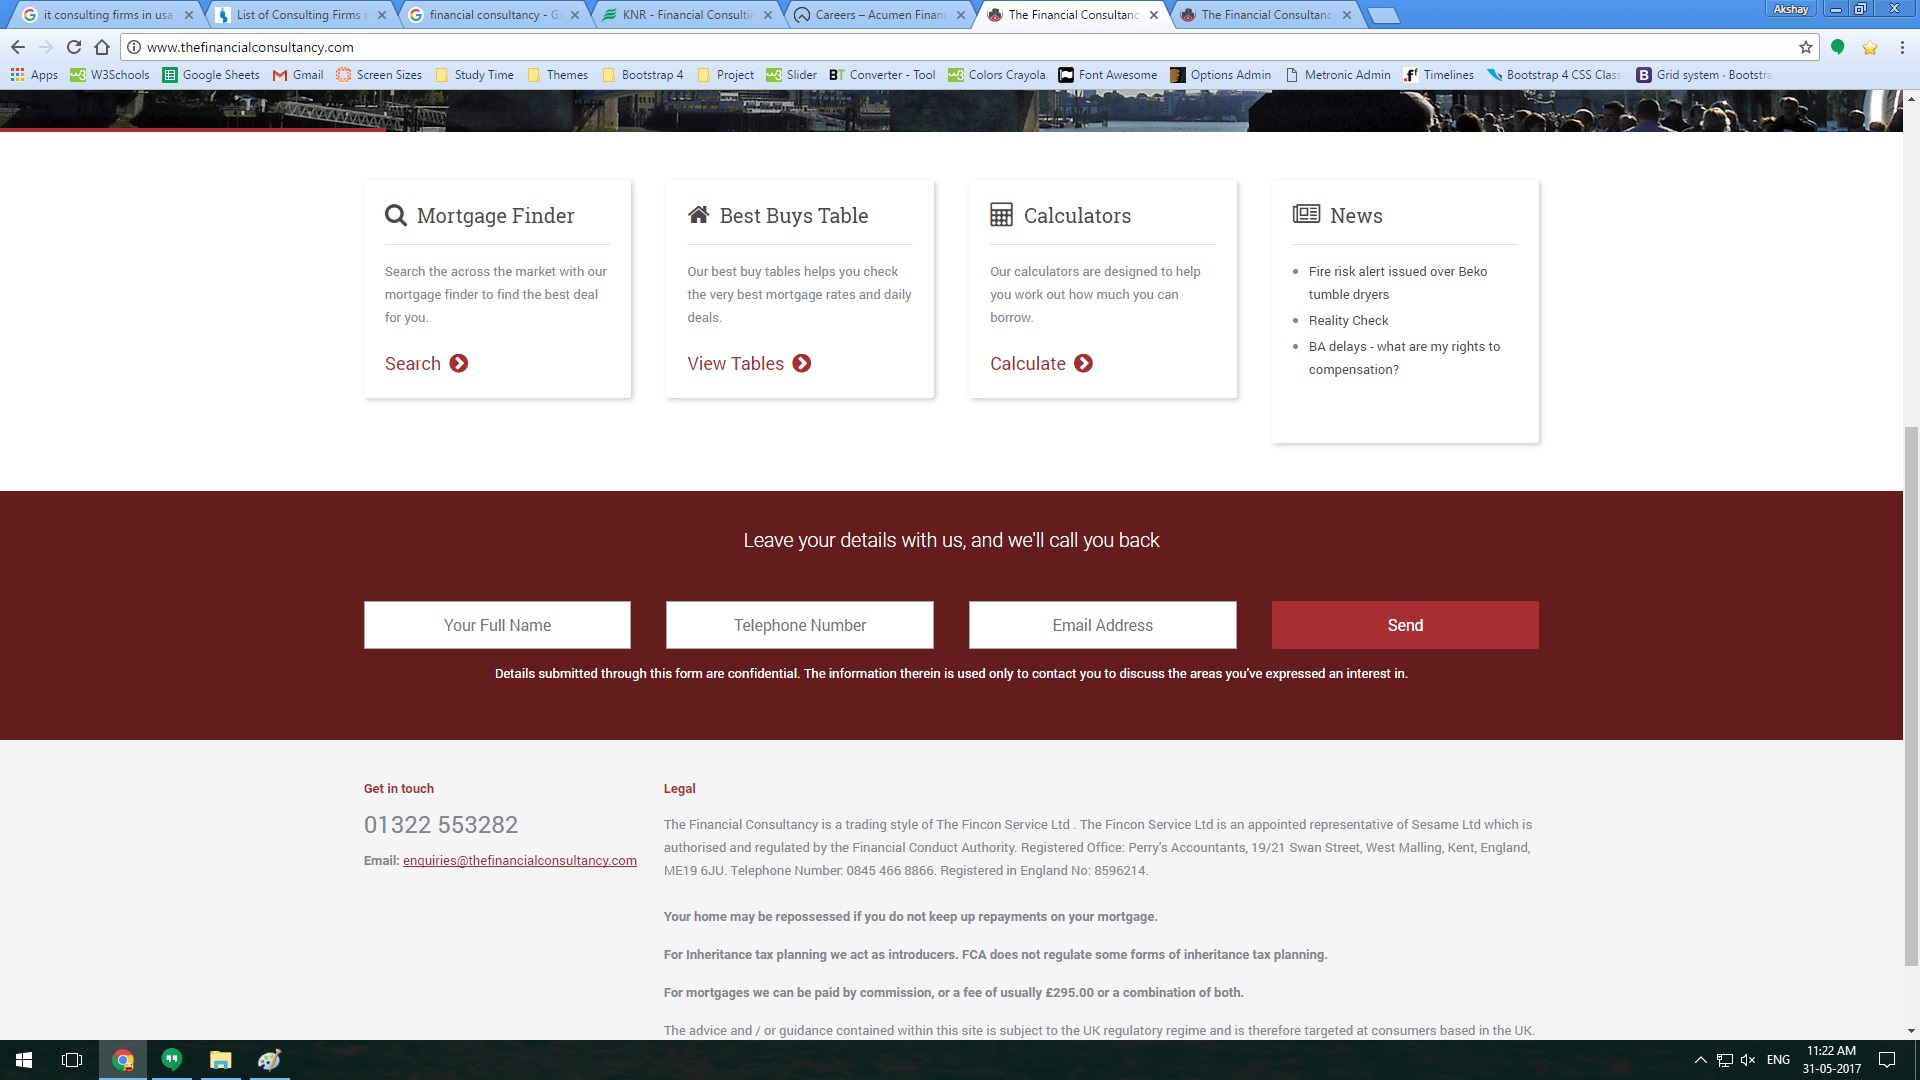 it consulting firms in usa
List of Consulting Firms i
financial consultancy - G
KNR - Financial Consultin
Careers – Acumen Financ
The Financial Consultanc
The Financial Consultanc
Akshay
www.thefinancialconsultancy.com
Apps
W3Schools
Google Sheets
Gmail
Screen Sizes
Study Time
Themes
Bootstrap 4
Project
Slider
BT Converter - Tool
Colors Crayola
Font Awesome
Options Admin
Metronic Admin
Timelines
Bootstrap 4 CSS Class
B Grid system · Bootstra
Mortgage Finder
Search the across the market with our
mortgage finder to find the best deal
for you.
Search
Best Buys Table
Our best buy tables helps you check
the very best mortgage rates and daily
deals.
View Tables
Calculators
Our calculators are designed to help
you work out how much you can
borrow.
Calculate
News
Fire risk alert issued over Beko
tumble dryers
Reality Check
BA delays - what are my rights to
compensation?
Leave your details with us, and we'll call you back
Your Full Name
Telephone Number
Email Address
Send
Details submitted through this form are confidential. The information therein is used only to contact you to discuss the areas you've expressed an interest in.
Get in touch
01322 553282
Email: enquiries@thefinancialconsultancy.com
Legal
The Financial Consultancy is a trading style of The Fincon Service Ltd . The Fincon Service Ltd is an appointed representative of Sesame Ltd which is
authorised and regulated by the Financial Conduct Authority. Registered Office: Perry's Accountants, 19/21 Swan Street, West Malling, Kent, England,
ME19 6JU. Telephone Number: 0845 466 8866. Registered in England No: 8596214.
Your home may be repossessed if you do not keep up repayments on your mortgage.
For Inheritance tax planning we act as introducers. FCA does not regulate some forms of inheritance tax planning.
For mortgages we can be paid by commission, or a fee of usually £295.00 or a combination of both.
The advice and / or guidance contained within this site is subject to the UK regulatory regime and is therefore targeted at consumers based in the UK.
ENG
11:22 AM
31-05-2017